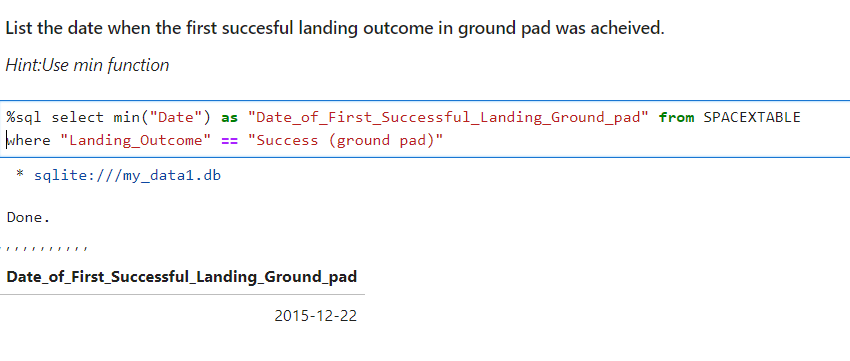 List the date when the first succesful landing outcome in ground pad was acheived.
Hint:Use min function
%sql select min("Date") as "Date_of_First_Successful_Landing_Ground_pad" from SPACEXTABLE
where "Landing_Outcome" == "Success (ground pad)"
* sqlite:///my_data1.db
Done.
, , , , , , , , , , ,
Date_of_First_Successful_Landing_Ground_pad
2015-12-22